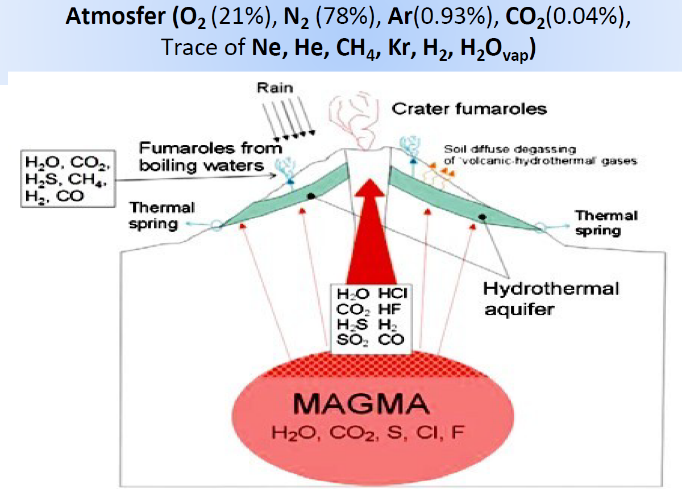 Atmosfer (O₂ (21%), N₂ (78%), Ar(0.93%), CO₂(0.04%),
Trace of Ne, He, CH₄, Kr, H₂, H₂Ovap)
Rain
Crater fumaroles
Fumaroles from
boiling waters
Soil diffuse degassing
of 'volcanic-hydrothermal' gases
H₂O, CO₂,
H₂S, CH₄,
H₂, CO
Thermal
spring
Thermal
spring
Hydrothermal
aquifer
H₂O HCl
CO₂ HF
H₂S H₂
SO₂ CO
MAGMA
H₂O, CO₂, S, Cl, F